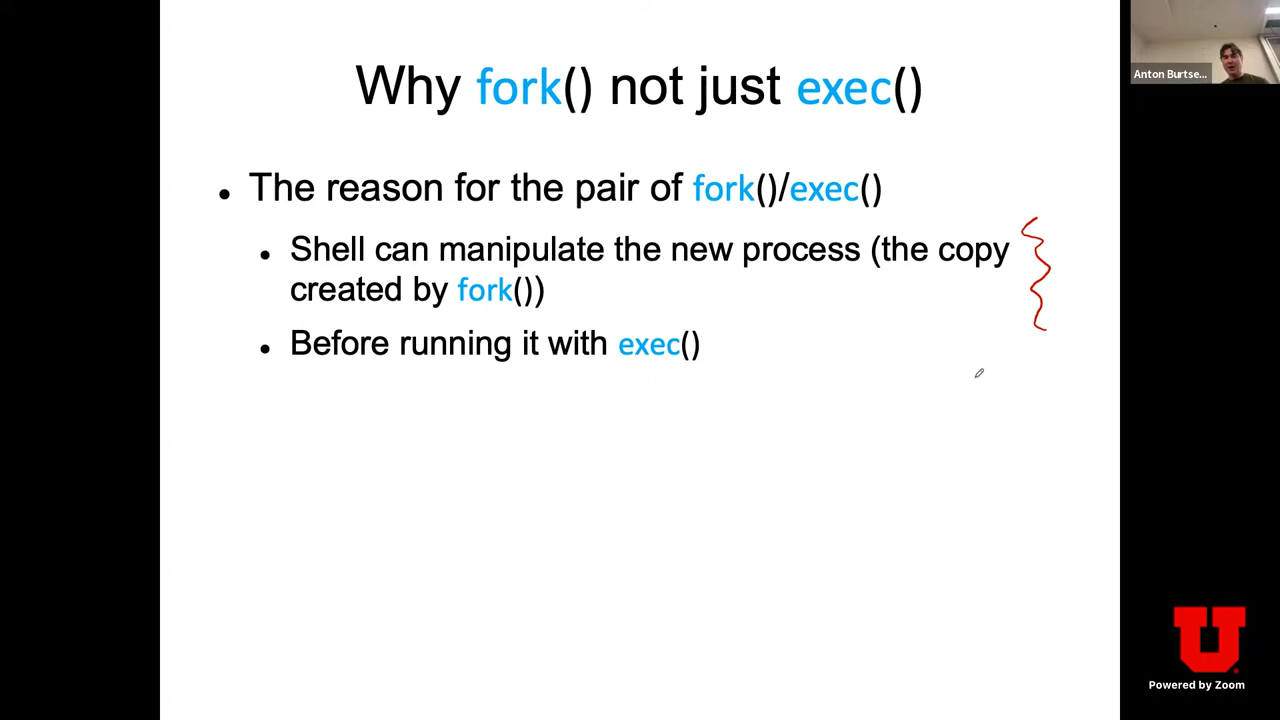 Why fork() not just exec()
Anton Burtse...
• The reason for the pair of fork()/exec()
• Shell can manipulate the new process (the copy
created by fork())
• Before running it with exec()
U
Powered by Zoom